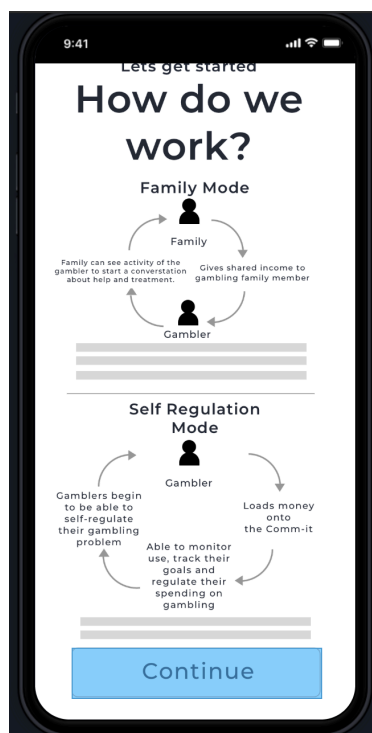 9:41
Lets get started
How do we
work?
Family Mode
Family
Family can see activity of the
gambler to start a converstation
about help and treatment.
Gives shared income to
gambling family member
Gambler
Self Regulation
Mode
Gambler
Gamblers begin
to be able to
self-regulate
their gambling
problem
Loads money
onto
the Comm-it
Able to monitor
use, track their
goals and
regulate their
spending on
gambling
Continue